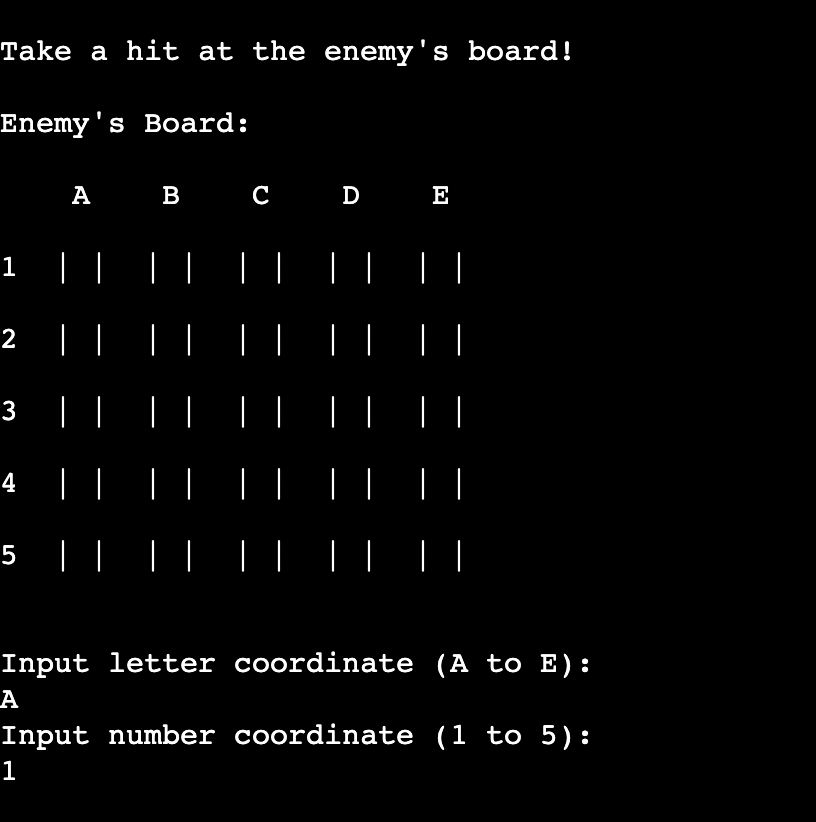 Take a hit at the enemy's board!
Enemy's Board:
    A    B    C    D    E
1  | |  | |  | |  | |  | |
2  | |  | |  | |  | |  | |
3  | |  | |  | |  | |  | |
4  | |  | |  | |  | |  | |
5  | |  | |  | |  | |  | |
Input letter coordinate (A to E):
A
Input number coordinate (1 to 5):
1